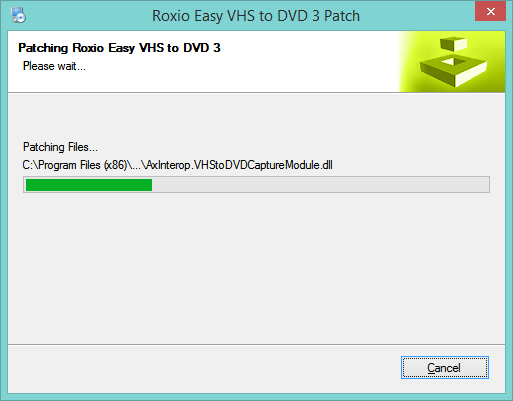 Roxio Easy VHS to DVD 3 Patch
Patching Roxio Easy VHS to DVD 3
Please wait...
Patching Files...
C:\Program Files (x86)\...\AxInterop.VHStoDVDCaptureModule.dll
Cancel